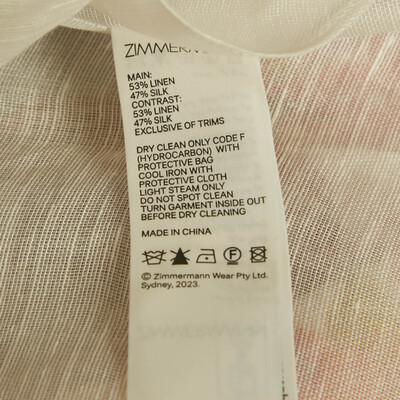 ZIMMERMANN
MAIN:
53% LINEN
47% SILK
CONTRAST:
53% LINEN
47% SILK
EXCLUSIVE OF TRIMS
DRY CLEAN ONLY CODE F
(HYDROCARBON) WITH
PROTECTIVE BAG
COOL IRON WITH
PROTECTIVE CLOTH
LIGHT STEAM ONLY
DO NOT SPOT CLEAN
TURN GARMENT INSIDE OUT
BEFORE DRY CLEANING
MADE IN CHINA
F
© Zimmermann Wear Pty Ltd.
Sydney, 2023.